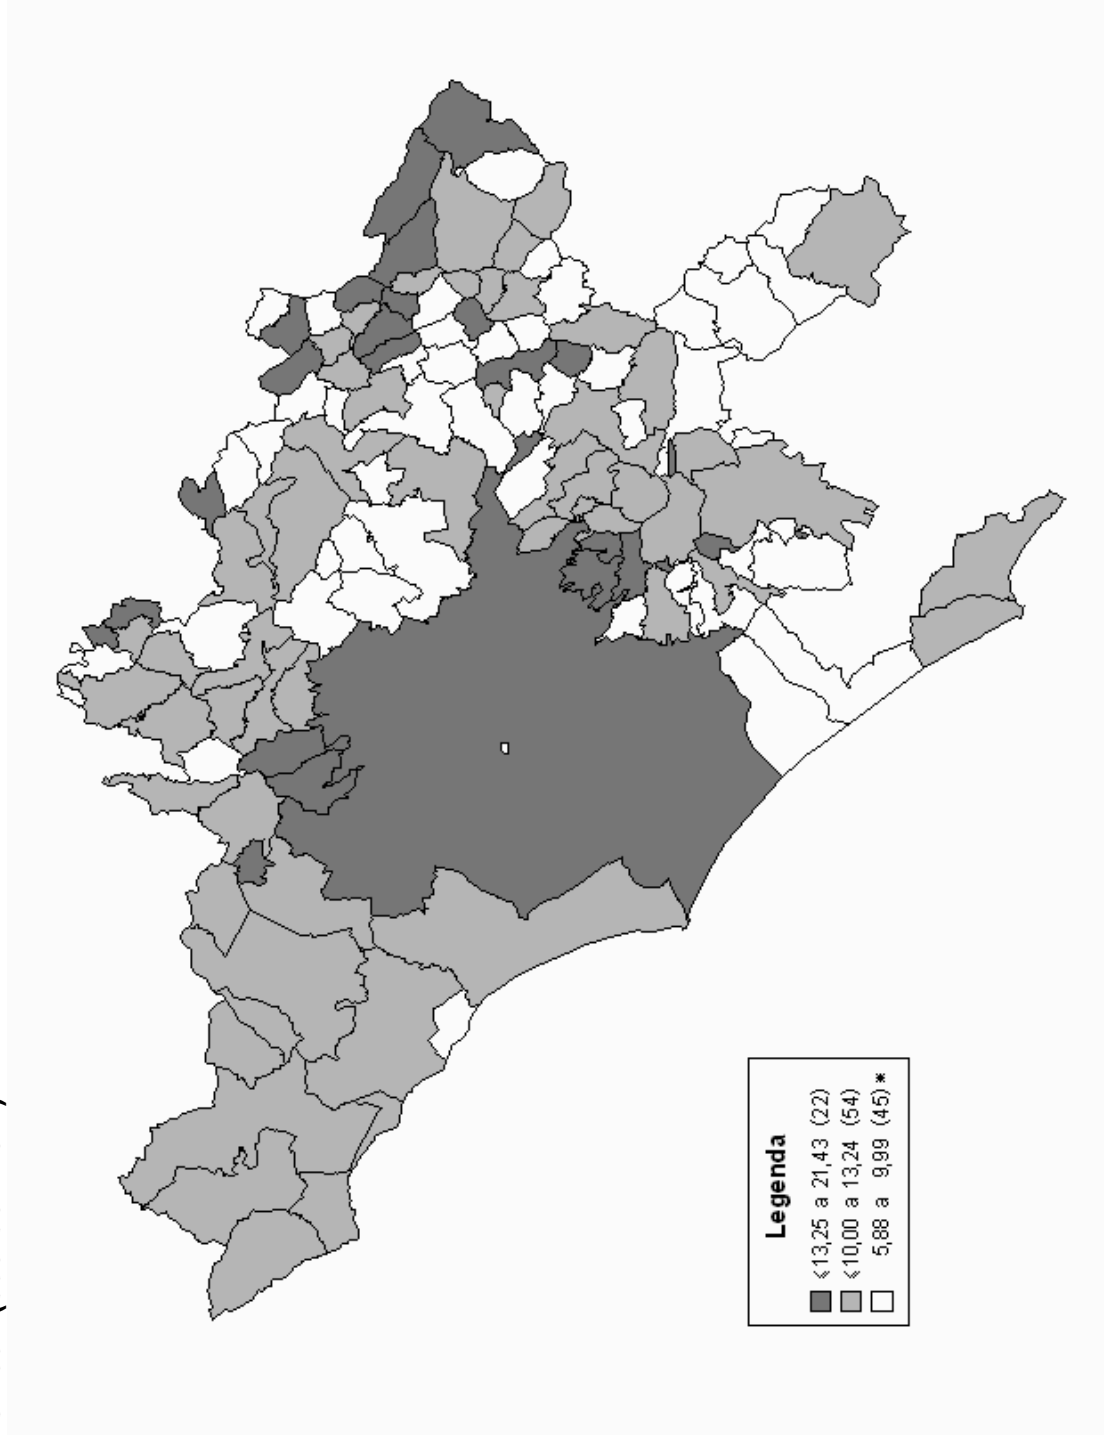 Legenda
<13,25 a 21,43 (22)
<10,00 a 13,24 (54)
5,88 a 9,99 (45) *